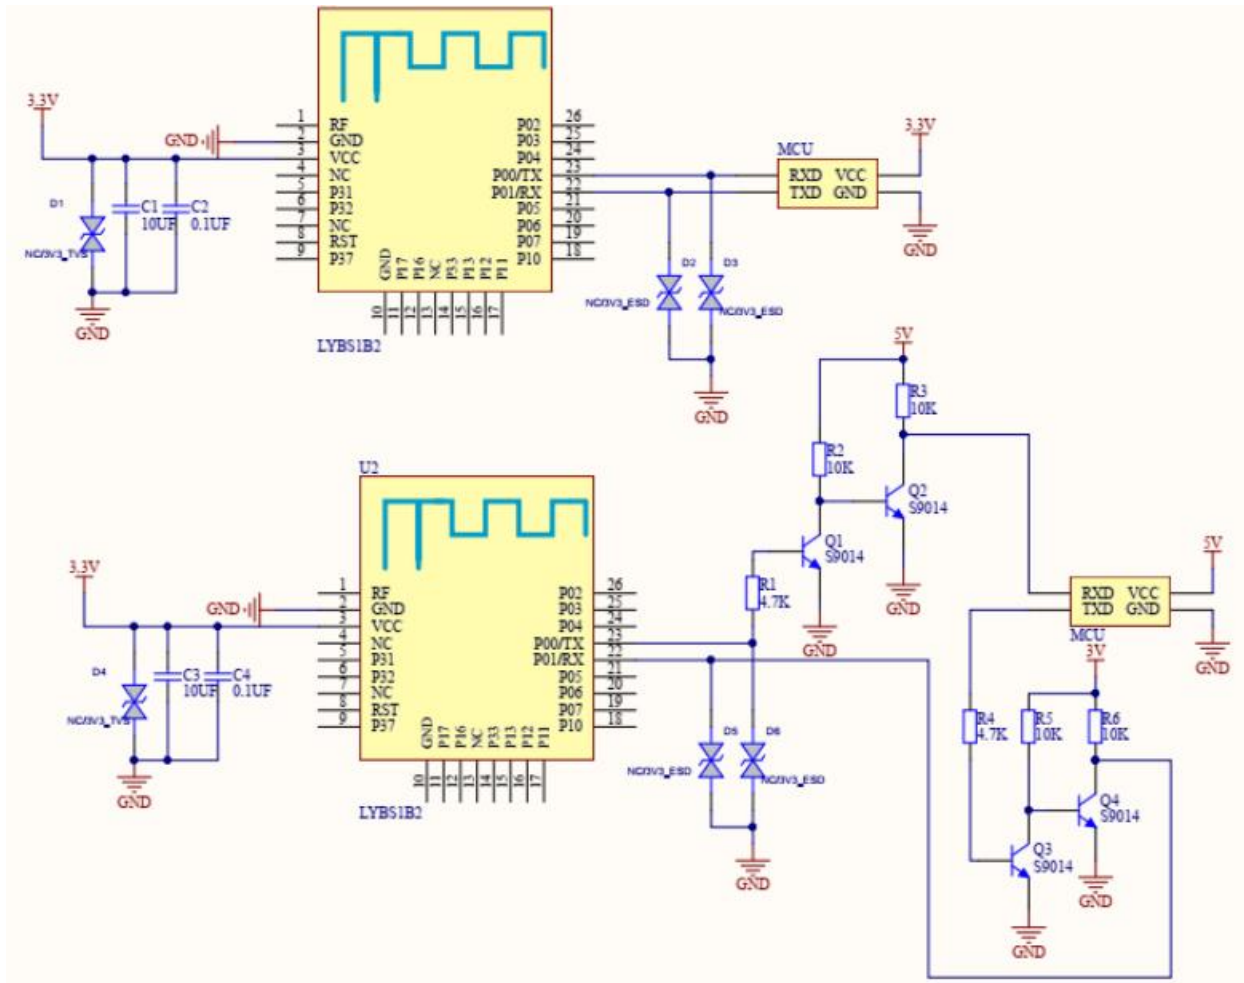 3.3V
D1
NC/3V3_TVS
C1
10UF
C2
0.1UF
GND
GND
1 RF
2 GND
3 VCC
4 NC
5 P31
6 P32
7 NC
8 RST
9 P37
P02 26
P03 25
P04 24
P00/TX 23
P01/RX 22
P05 21
P06 20
P07 19
P10 18
GND P17 P16 NC P33 P13 P12 P11
10 11 12 13 14 15 16 17
LYBS1B2
MCU
RXD VCC
TXD GND
3.3V
GND
D2
NC/3V3_ESD
D3
NC/3V3_ESD
GND
5V
R3
10K
R2
10K
Q2
S9014
Q1
S9014
R1
4.7K
GND
GND
U2
3.3V
D4
NC/3V3_TVS
C3
10UF
C4
0.1UF
GND
GND
1 RF
2 GND
3 VCC
4 NC
5 P31
6 P32
7 NC
8 RST
9 P37
P02 26
P03 25
P04 24
P00/TX 23
P01/RX 22
P05 21
P06 20
P07 19
P10 18
GND P17 P16 NC P33 P13 P12 P11
10 11 12 13 14 15 16 17
LYBS1B2
D5
NC/3V3_ESD
D6
NC/3V3_ESD
GND
5V
RXD VCC
TXD GND
MCU
GND
3V
R4
4.7K
R5
10K
R6
10K
Q4
S9014
Q3
S9014
GND
GND